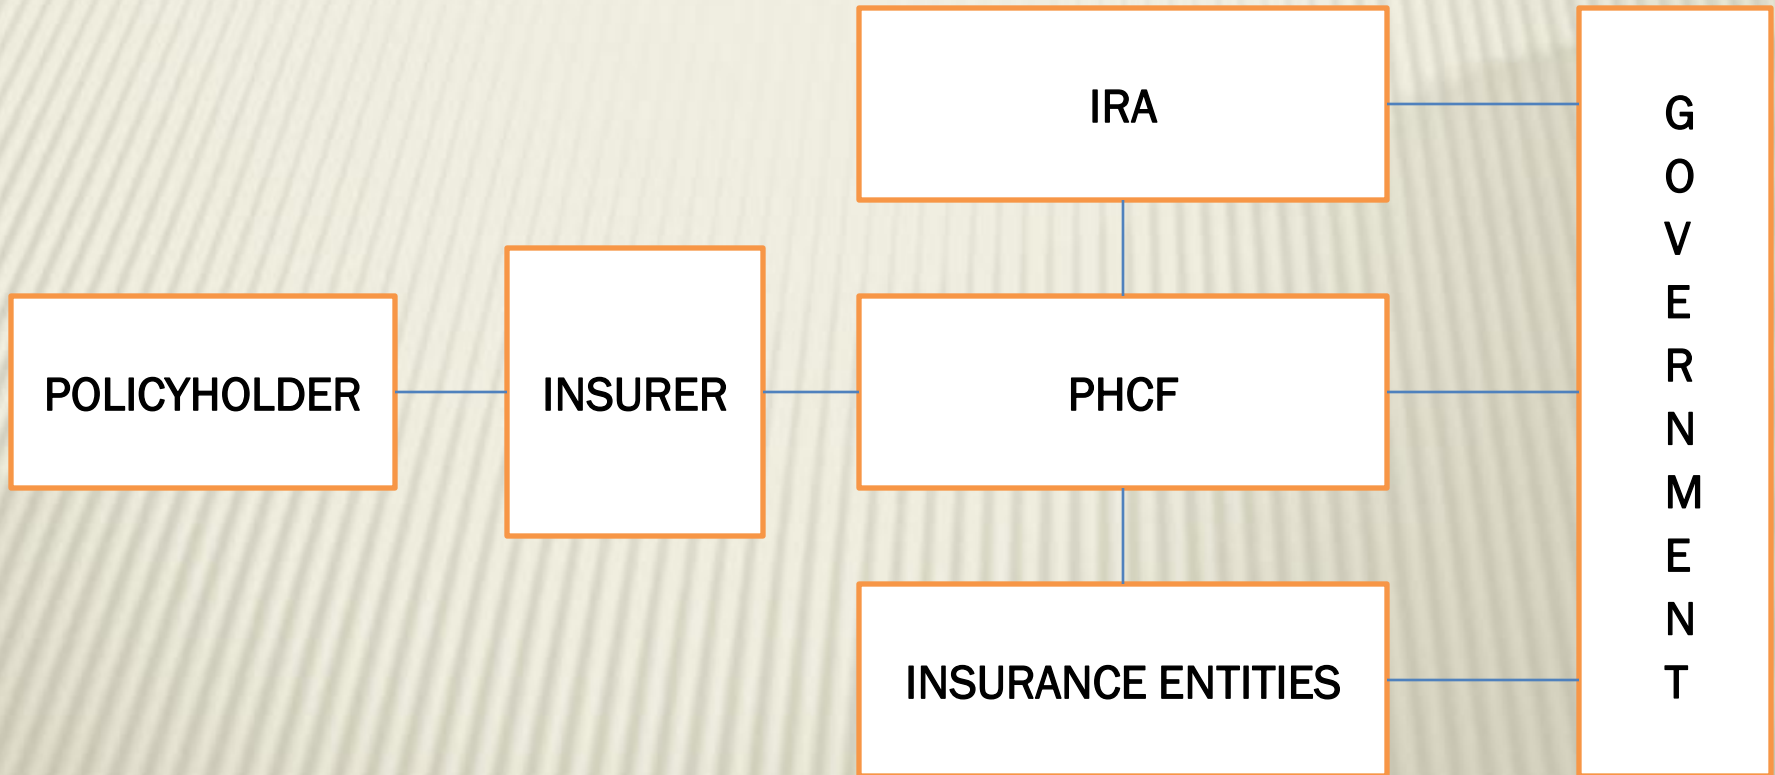 IRA
POLICYHOLDER
INSURER
PHCF
INSURANCE ENTITIES
G
O
V
E
R
N
M
E
N
T